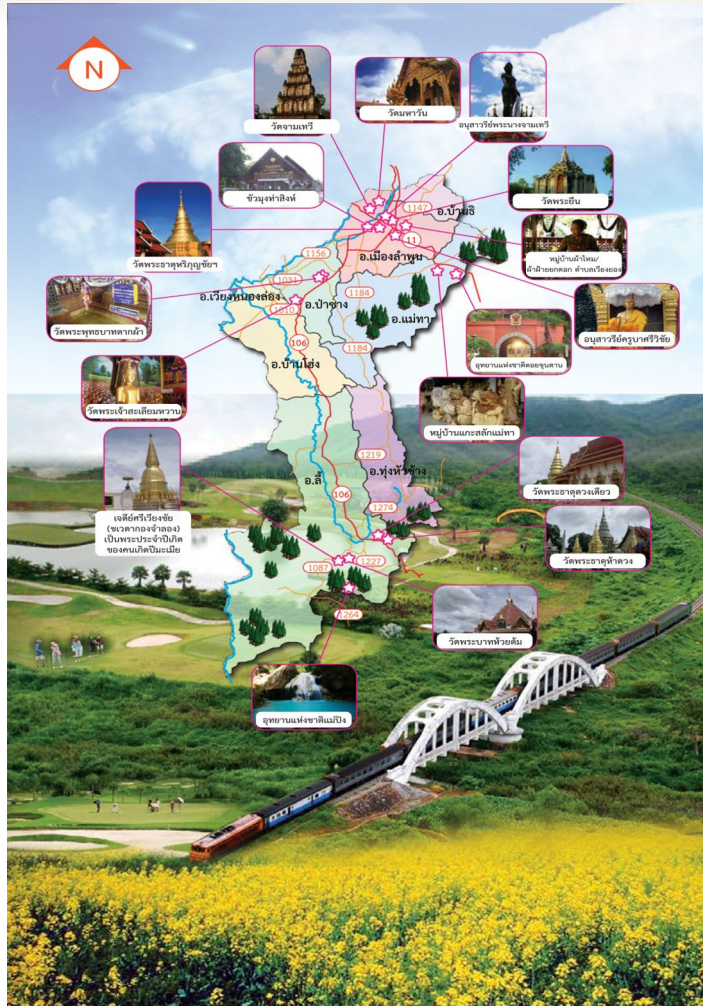 N
วัดจามเทวี
วัดมหาวัน
อนุสาวรีย์พระนางจามเทวี
ขัวมุงท่าสิงห์
วัดพระยืน
วัดพระธาตุหริภุญชัยฯ
หมู่บ้านผ้าไหม/
ผ้าฝ้ายยกดอก ตำบลเวียงยอง
วัดพระพุทธบาทตากผ้า
อนุสาวรีย์ครูบาศรีวิชัย
อุทยานแห่งชาติดอยขุนตาน
วัดพระเจ้าสะเลียมหวาน
หมู่บ้านแกะสลักแม่ทา
เจดีย์ศรีเวียงชัย
(ชเวดากองจำลอง)
เป็นพระประจำปีเกิด
ของคนเกิดปีมะเมีย
วัดพระธาตุดวงเดียว
วัดพระธาตุห้าดวง
วัดพระบาทห้วยต้ม
อุทยานแห่งชาติแม่ปิง
1147
อ.บ้านธิ
11
อ.เมืองลำพูน
1156
1031
อ.เวียงหนองล่อง
อ.ป่าซาง
1184
1010
อ.แม่ทา
106
1184
อ.บ้านโฮ่ง
1219
อ.ทุ่งหัวช้าง
อ.ลี้
106
1274
1087
1227
1264